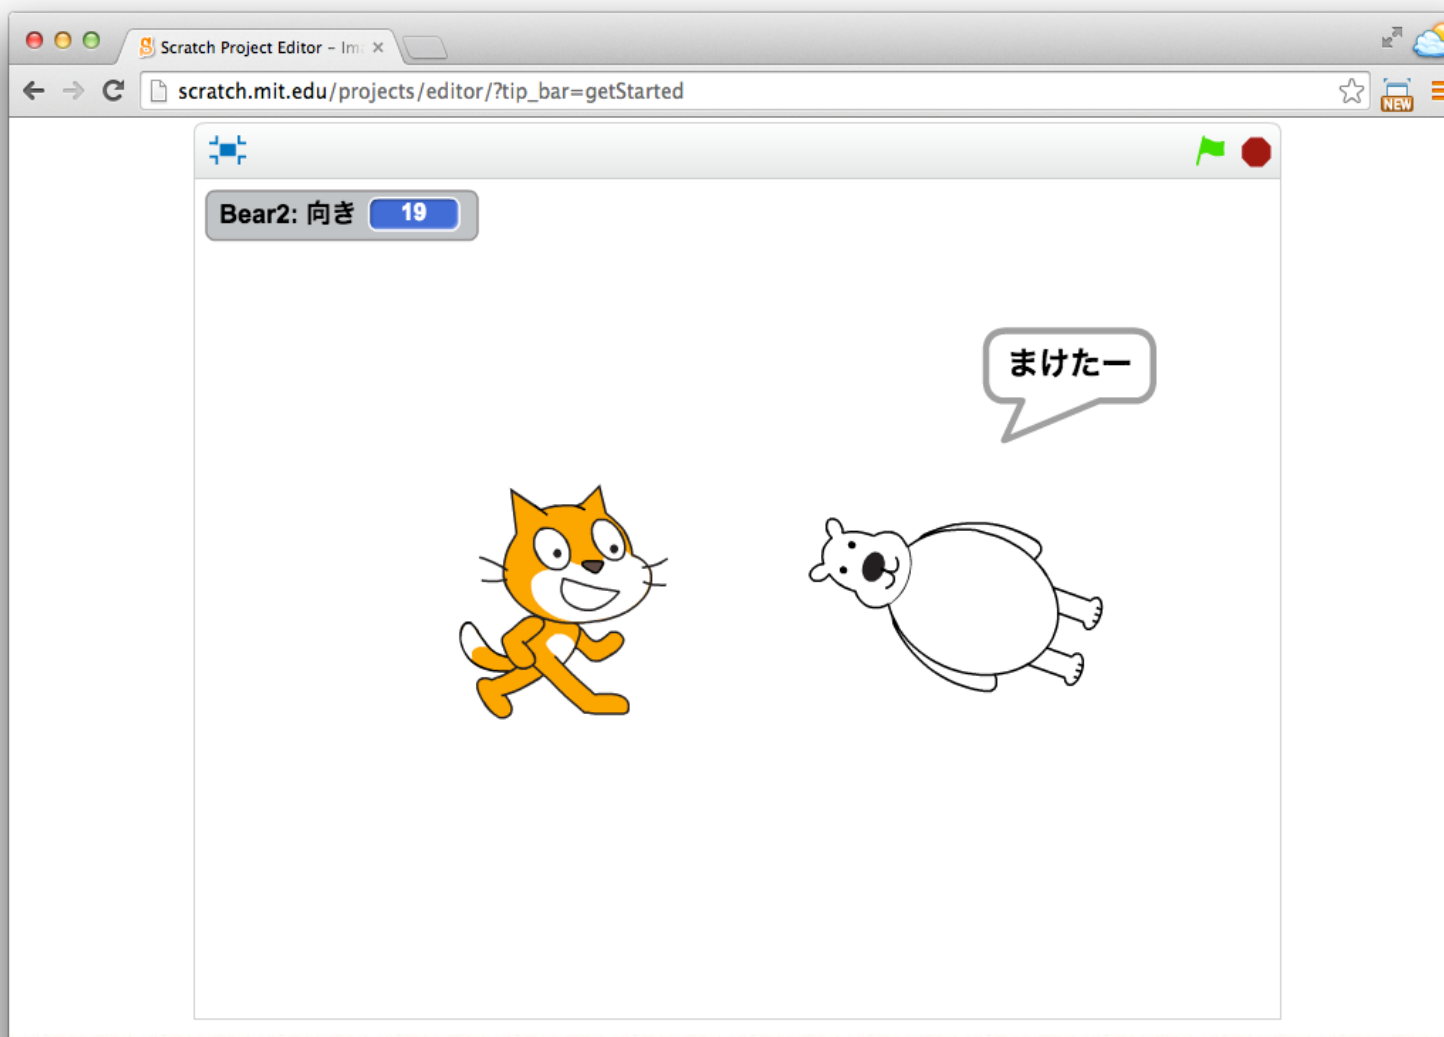 Scratch Project Editor – Im
scratch.mit.edu/projects/editor/?tip_bar=getStarted
NEW
Bear2: 向き 19
まけたー